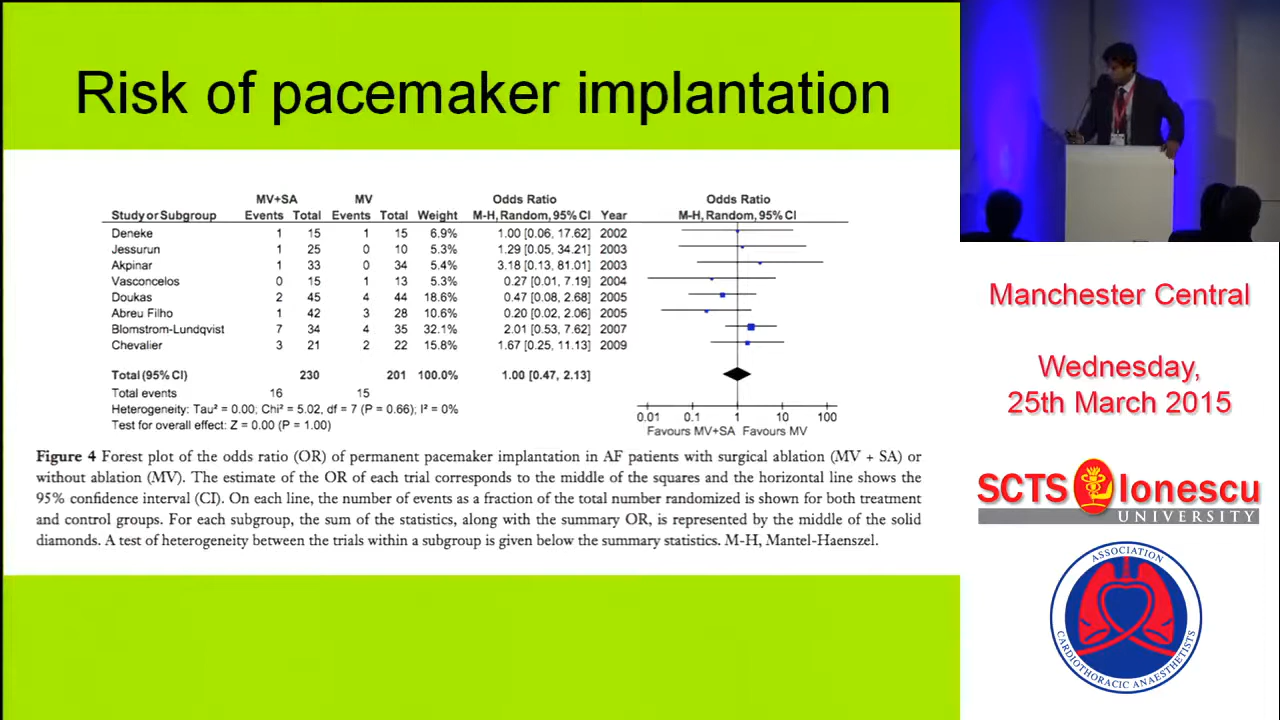 Risk of pacemaker implantation
MV+SA MV Odds Ratio Odds Ratio
Study or Subgroup Events Total Events Total Weight M-H, Random, 95% CI Year M-H, Random, 95% CI
Deneke 1 15 1 15 6.9% 1.00 [0.06, 17.62] 2002
Jessurun 1 25 0 10 5.3% 1.29 [0.05, 34.21] 2003
Akpinar 1 33 0 34 5.4% 3.18 [0.13, 81.01] 2003
Vasconcelos 0 15 1 13 5.3% 0.27 [0.01, 7.19] 2004
Doukas 2 45 4 44 18.6% 0.47 [0.08, 2.68] 2005
Abreu Filho 1 42 3 28 10.6% 0.20 [0.02, 2.06] 2005
Blomstrom-Lundqvist 7 34 4 35 32.1% 2.01 [0.53, 7.62] 2007
Chevalier 3 21 2 22 15.8% 1.67 [0.25, 11.13] 2009
Total (95% CI) 230 201 100.0% 1.00 [0.47, 2.13]
Total events 16 15
Heterogeneity: Tau² = 0.00; Chi² = 5.02, df = 7 (P = 0.66); I² = 0%
Test for overall effect: Z = 0.00 (P = 1.00)
0.01 0.1 1 10 100
Favours MV+SA Favours MV
Figure 4 Forest plot of the odds ratio (OR) of permanent pacemaker implantation in AF patients with surgical ablation (MV + SA) or
without ablation (MV). The estimate of the OR of each trial corresponds to the middle of the squares and the horizontal line shows the
95% confidence interval (CI). On each line, the number of events as a fraction of the total number randomized is shown for both treatment
and control groups. For each subgroup, the sum of the statistics, along with the summary OR, is represented by the middle of the solid
diamonds. A test of heterogeneity between the trials within a subgroup is given below the summary statistics. M-H, Mantel-Haenszel.
Manchester Central
Wednesday,
25th March 2015
SCTS Ionescu
UNIVERSITY
ASSOCIATION
CARDIOTHORACIC ANAESTHETISTS